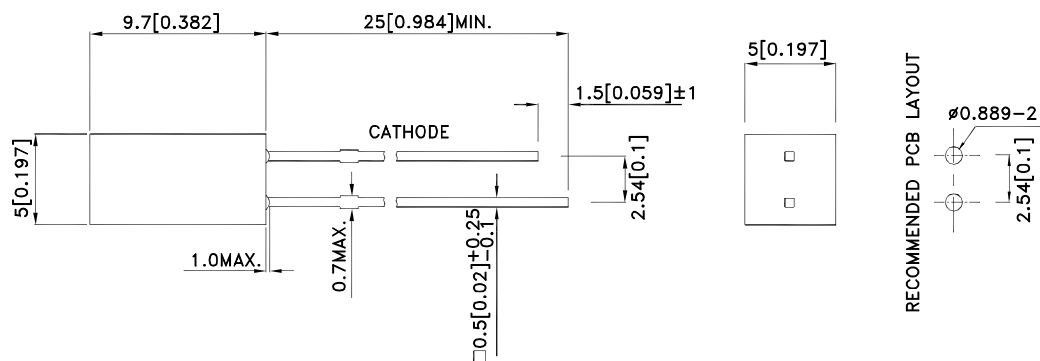 9.7[0.382]
25[0.984]MIN.
5[0.197]
1.5[0.059]±1
CATHODE
5[0.197]
2.54[0.1]
1.0MAX.
0.7MAX.
□0.5[0.02]+0.25 -0.1
RECOMMENDED PCB LAYOUT
ø0.889-2
2.54[0.1]